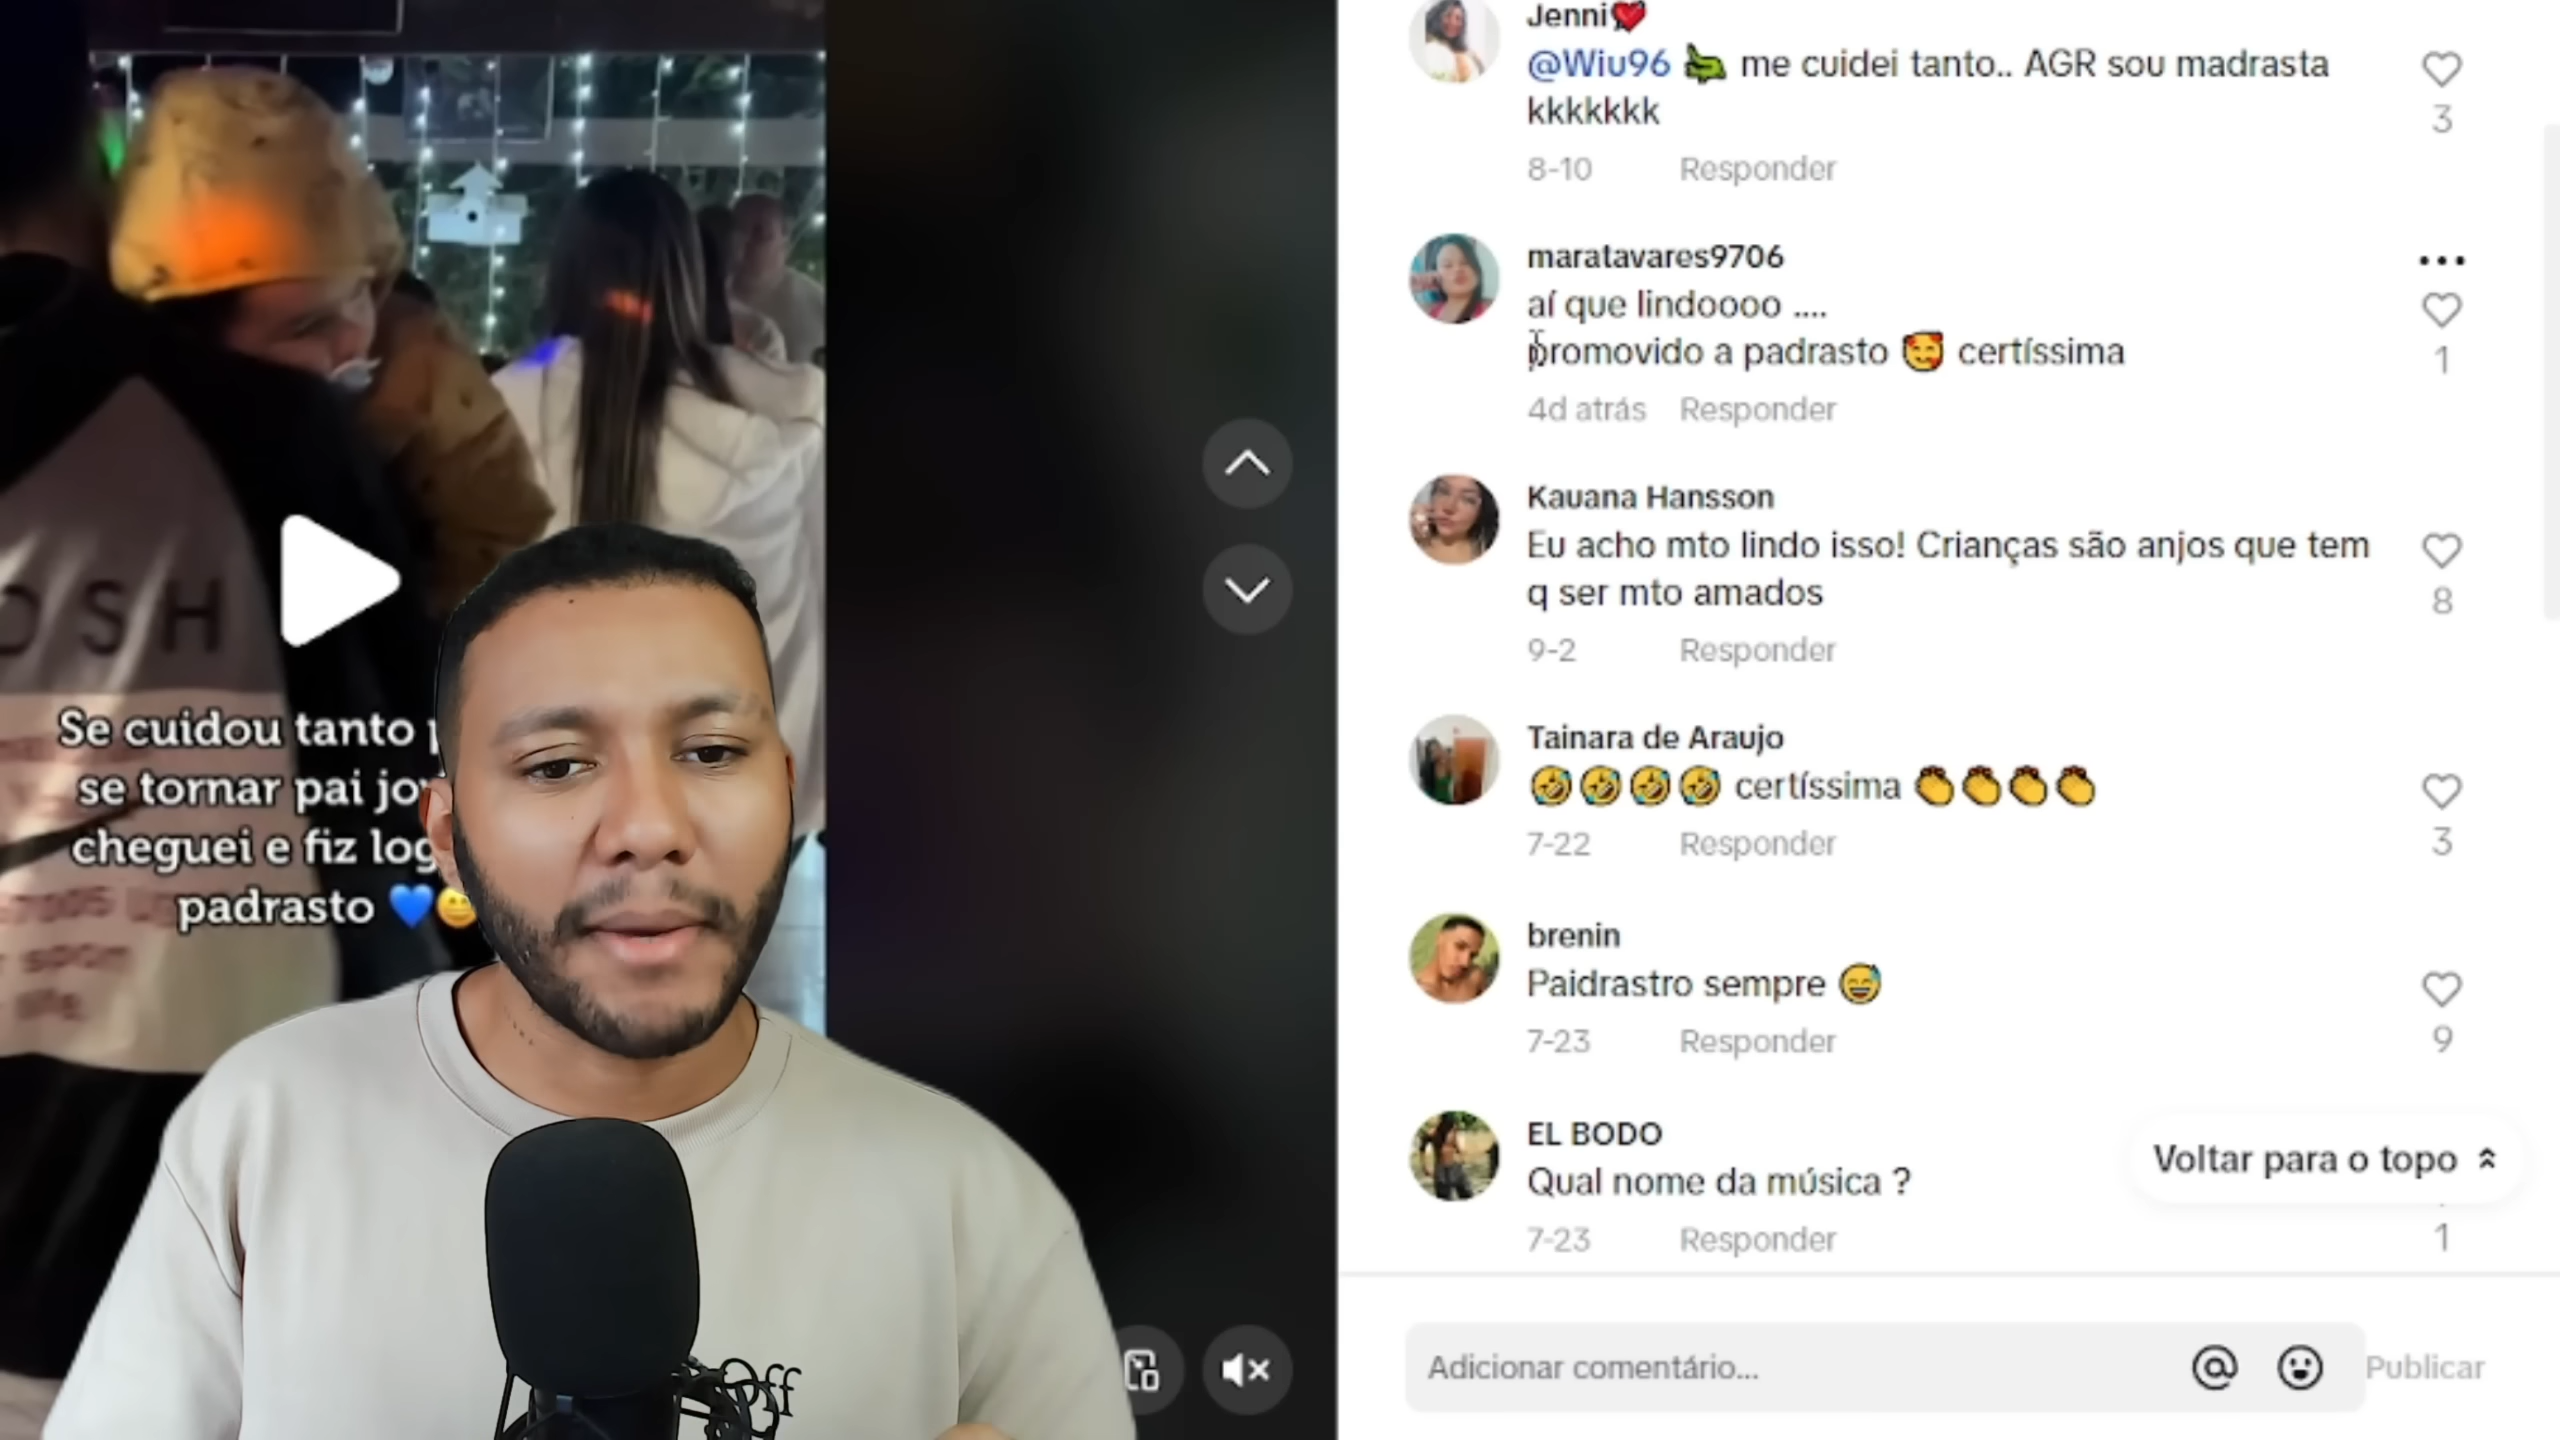 OSH
Se cuidou tanto
se tornar pai
cheguei e fiz
padrasto 💙😄
Off
Jenni❤️
@Wiu96 🐊 me cuidei tanto.. AGR sou madrasta
kkkkkkk
3
8-10 Responder
maratavares9706
aí que lindoooo ....
promovido a padrasto 🥰 certíssima
1
4d atrás Responder
Kauana Hansson
Eu acho mto lindo isso! Crianças são anjos que tem
q ser mto amados
8
9-2 Responder
Tainara de Araujo
🤣🤣🤣🤣 certíssima 👏👏👏👏
3
7-22 Responder
brenin
Paidrastro sempre 😅
9
7-23 Responder
EL BODO
Qual nome da música ?
Voltar para o topo
1
7-23 Responder
Adicionar comentário...
Publicar